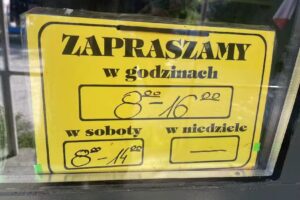 ZAPRASZAMY
w godzinach
8⁰⁰-16⁰⁰
w soboty w niedziele
8⁰⁰-14⁰⁰ —